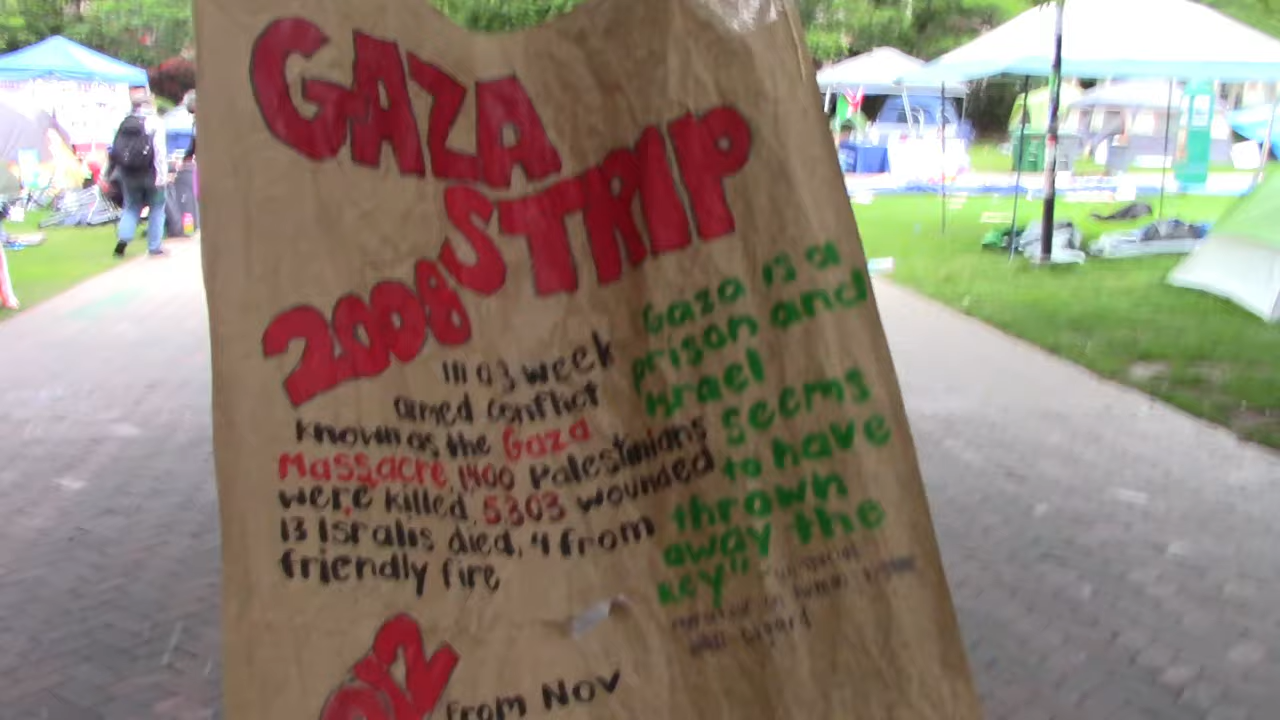 GAZA
STRIP
2008
In a 3 week
armed conflict
known as the Gaza
Massacre 1400 Palestinians
were killed, 5303 wounded
13 Isralis died, 4 from
friendly fire
Gaza is a
prison and
Israel
seems
to have
thrown
away the
key"
2012
From Nov